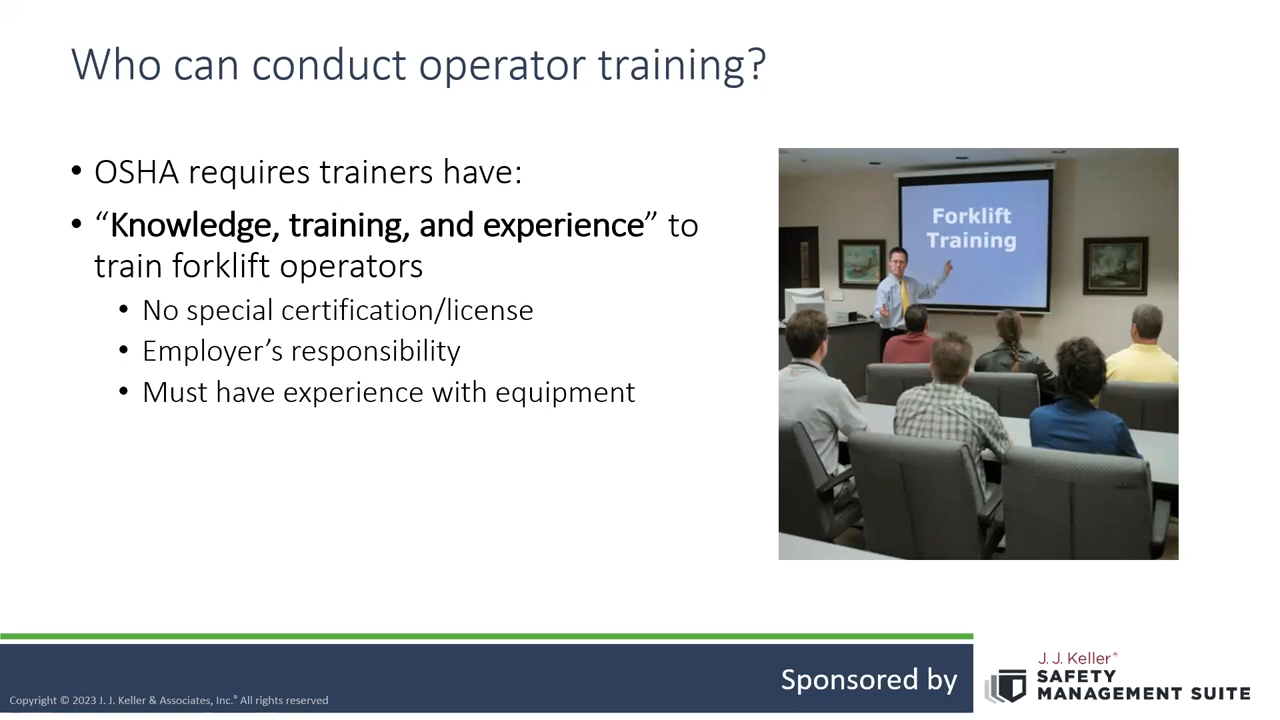 Who can conduct operator training?
• OSHA requires trainers have:
• “Knowledge, training, and experience” to
train forklift operators
• No special certification/license
• Employer’s responsibility
• Must have experience with equipment
Forklift
Training
Sponsored by
J. J. Keller®
SAFETY
MANAGEMENT SUITE
Copyright © 2023 J. J. Keller & Associates, Inc.® All rights reserved